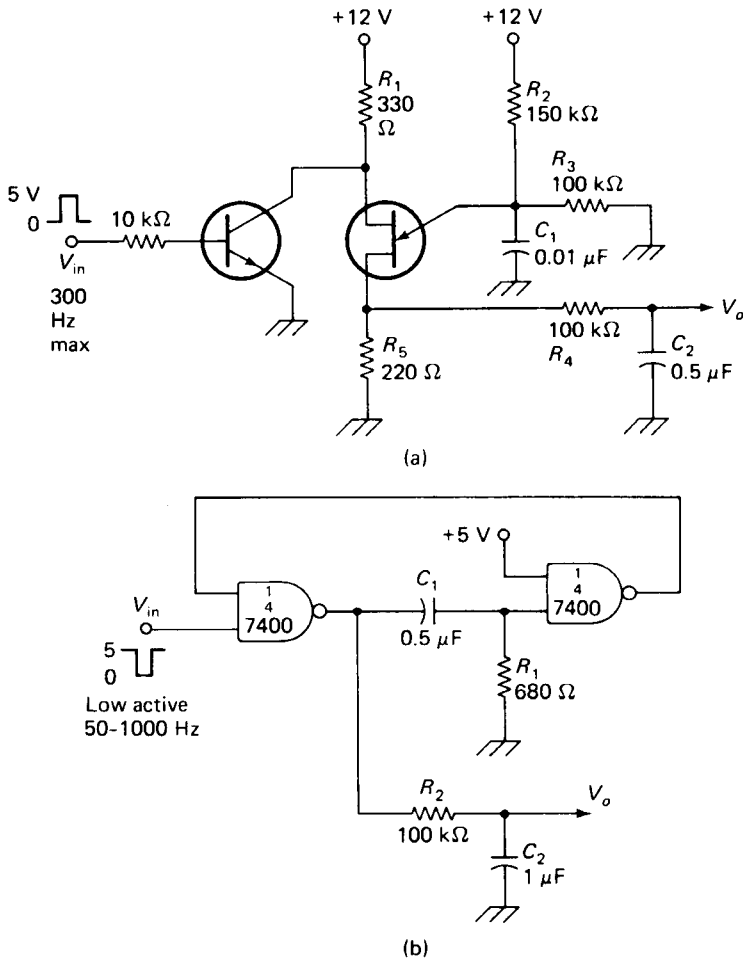 +12 V
+12 V
R1
330
Ω
R2
150 kΩ
R3
100 kΩ
5 V
0
10 kΩ
Vin
300
Hz
max
C1
0.01 μF
R5
220 Ω
100 kΩ
R4
Vo
C2
0.5 μF
(a)
+5 V
1
4
7400
1
4
7400
C1
0.5 μF
Vin
5
0
Low active
50-1000 Hz
R1
680 Ω
R2
100 kΩ
Vo
C2
1 μF
(b)